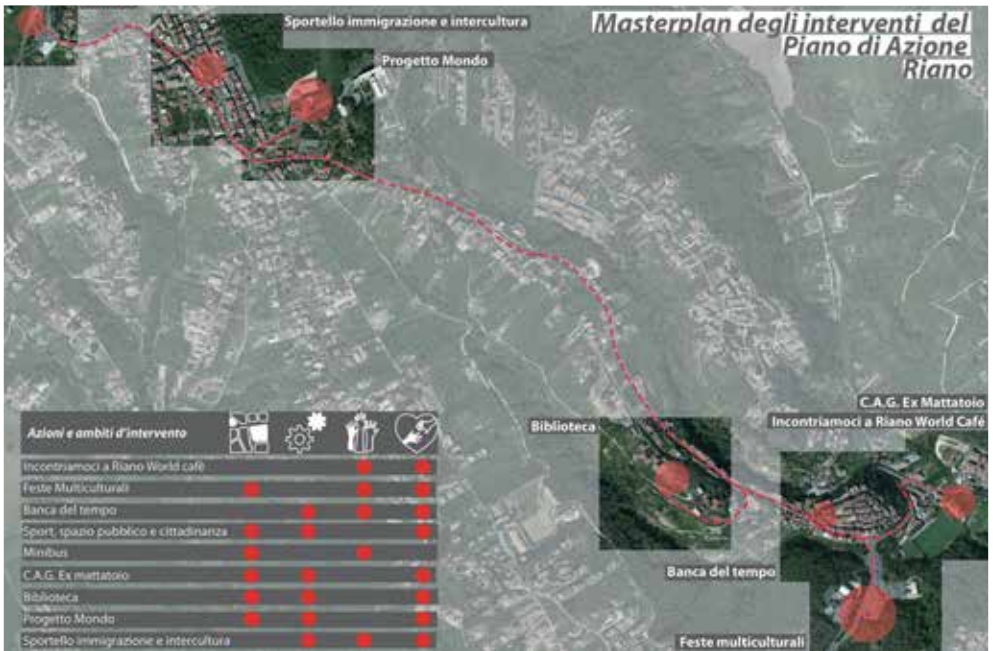 Sportello immigrazione e intercultura
Masterplan degli interventi del
Piano di Azione
Riano
Progetto Mondo
C.A.G. Ex Mattatoio
Incontriamoci a Riano World Café
Biblioteca
Banca del tempo
Feste multiculturali
Azioni e ambiti d'intervento
Incontriamoci a Riano World café
Feste Multiculturali
Banca del tempo
Sport, spazio pubblico e cittadinanza
Minibus
C.A.G. Ex mattatoio
Biblioteca
Progetto Mondo
Sportello immigrazione e intercultura